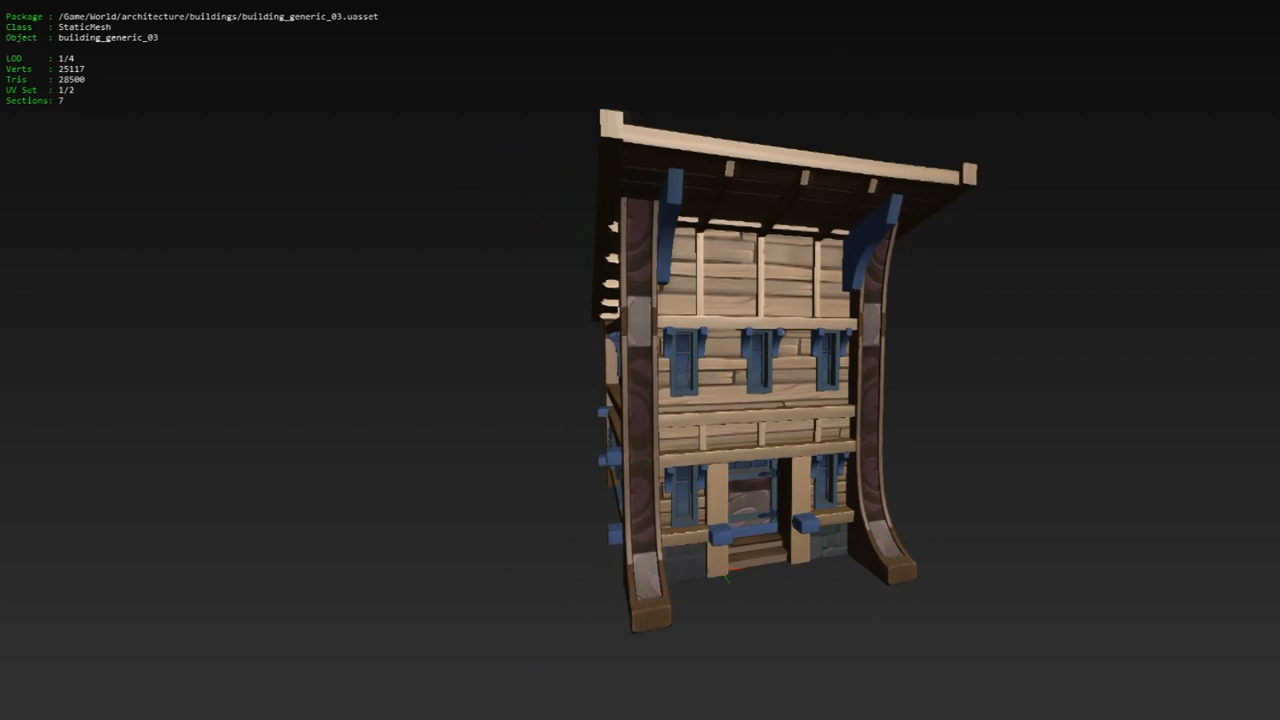 Package : /Game/World/architecture/buildings/building_generic_03.uasset
Class : StaticMesh
Object : building_generic_03
LOD : 1/4
Verts : 25117
Tris : 28500
UV Set : 1/2
Sections: 7